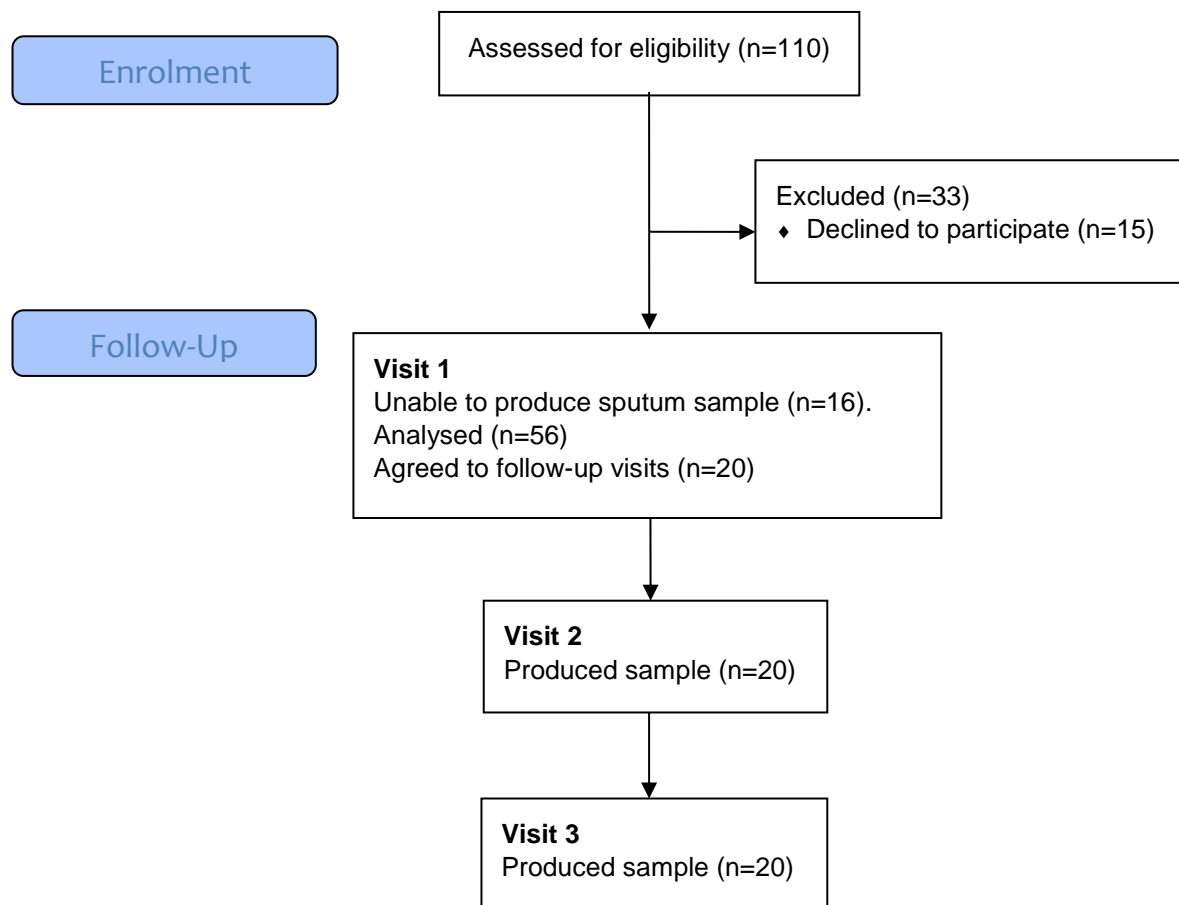 Enrolment
Assessed for eligibility (n=110)
Excluded (n=33)
♦ Declined to participate (n=15)
Follow-Up
Visit 1
Unable to produce sputum sample (n=16).
Analysed (n=56)
Agreed to follow-up visits (n=20)
Visit 2
Produced sample (n=20)
Visit 3
Produced sample (n=20)